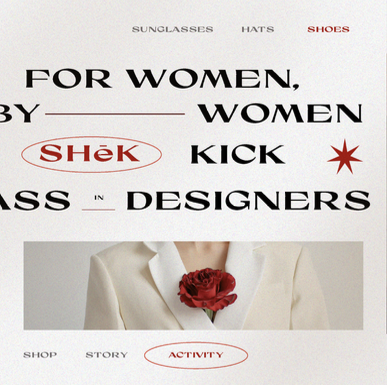 SUNGLASSES HATS SHOES
FOR WOMEN,
BY WOMEN
SHēK KICK
ASS IN DESIGNERS
SHOP STORY ACTIVITY